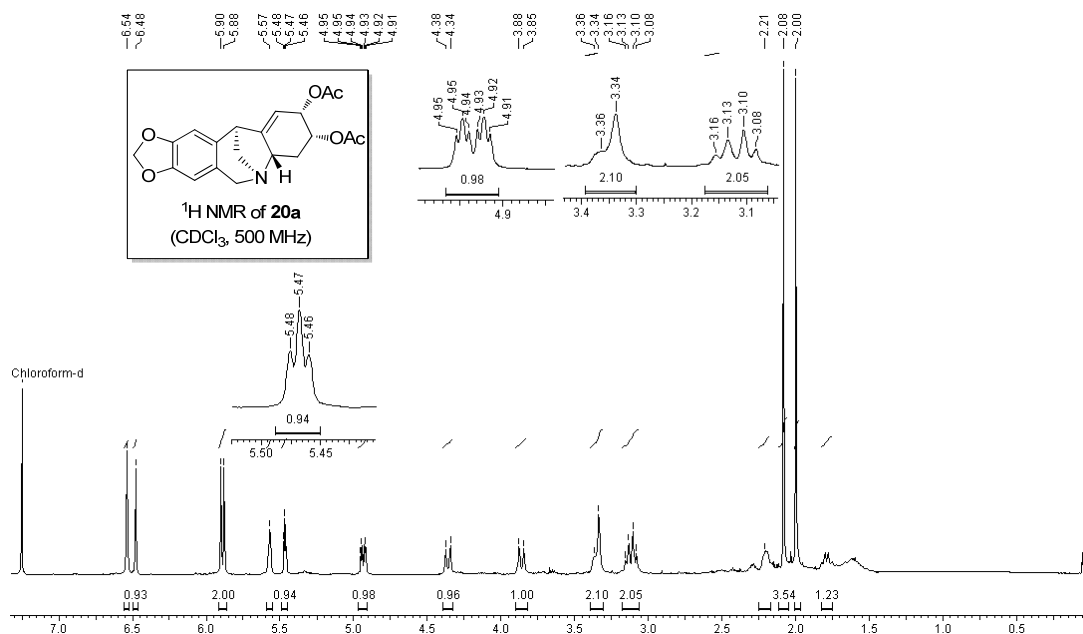 6.54 6.48 5.90 5.88 5.57 5.48 5.47 5.46 4.95 4.95 4.94 4.93 4.92 4.91 4.38 4.34 3.88 3.85 3.36 3.34 3.16 3.13 3.10 3.08 2.21 2.08 2.00
OAc
OAc
O
O
N
H
¹H NMR of 20a
(CDCl₃, 500 MHz)
4.95 4.95 4.94 4.93 4.92 4.91
0.98
4.9
3.36 3.34 3.16 3.13 3.10 3.08
2.10 2.05
3.4 3.3 3.2 3.1
5.48 5.47 5.46
0.94
5.50 5.45
Chloroform-d
0.93 2.00 0.94 0.98 0.96 1.00 2.10 2.05 3.54 1.23
7.0 6.5 6.0 5.5 5.0 4.5 4.0 3.5 3.0 2.5 2.0 1.5 1.0 0.5